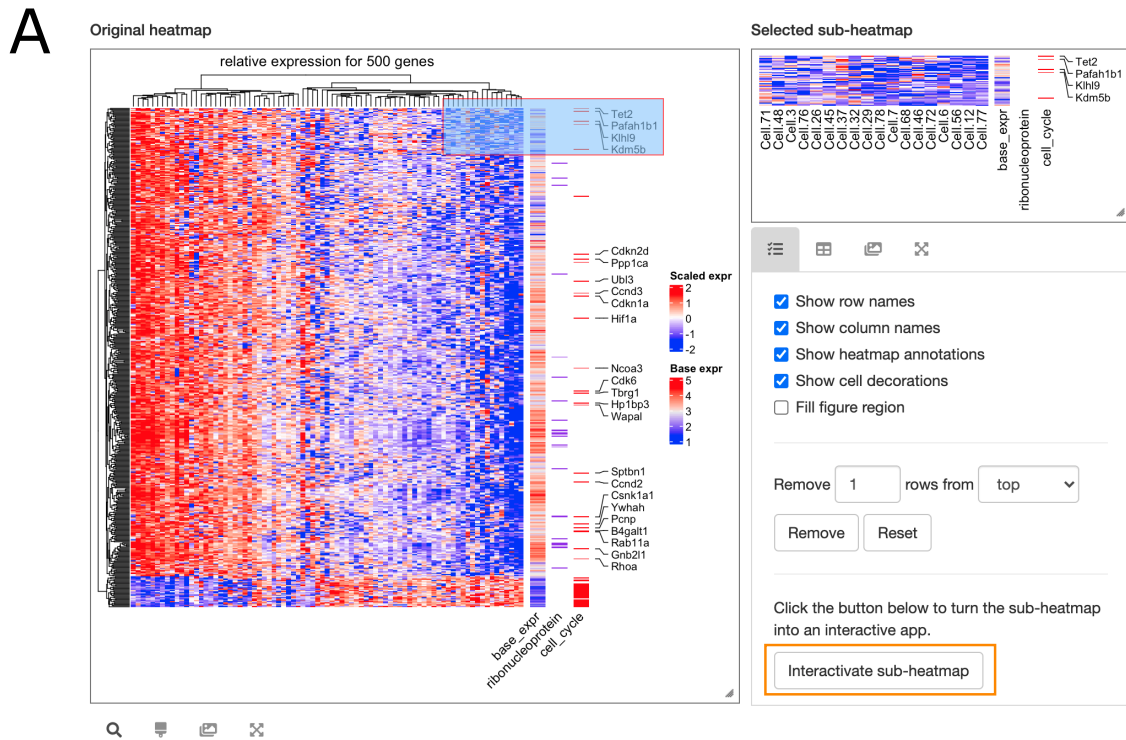 A
Original heatmap
relative expression for 500 genes
Tet2
Pafah1b1
Klhl9
Kdm5b
Cdkn2d
Ppp1ca
Ubl3
Ccnd3
Cdkn1a
Hif1a
Ncoa3
Cdk6
Tbrg1
Hp1bp3
Wapal
Sptbn1
Ccnd2
Csnk1a1
Ywhah
Pcnp
B4galt1
Rab11a
Gnb2l1
Rhoa
base_expr
ribonucleoprotein
cell_cycle
Scaled expr
2
1
0
-1
-2
Base expr
5
4
3
2
1
Selected sub-heatmap
Tet2
Pafah1b1
Klhl9
Kdm5b
Cell.71
Cell.48
Cell.3
Cell.76
Cell.26
Cell.45
Cell.37
Cell.32
Cell.29
Cell.78
Cell.7
Cell.68
Cell.46
Cell.72
Cell.6
Cell.56
Cell.12
Cell.77
base_expr
ribonucleoprotein
cell_cycle
Show row names
Show column names
Show heatmap annotations
Show cell decorations
Fill figure region
Remove 1 rows from top
Remove Reset
Click the button below to turn the sub-heatmap
into an interactive app.
Interactivate sub-heatmap